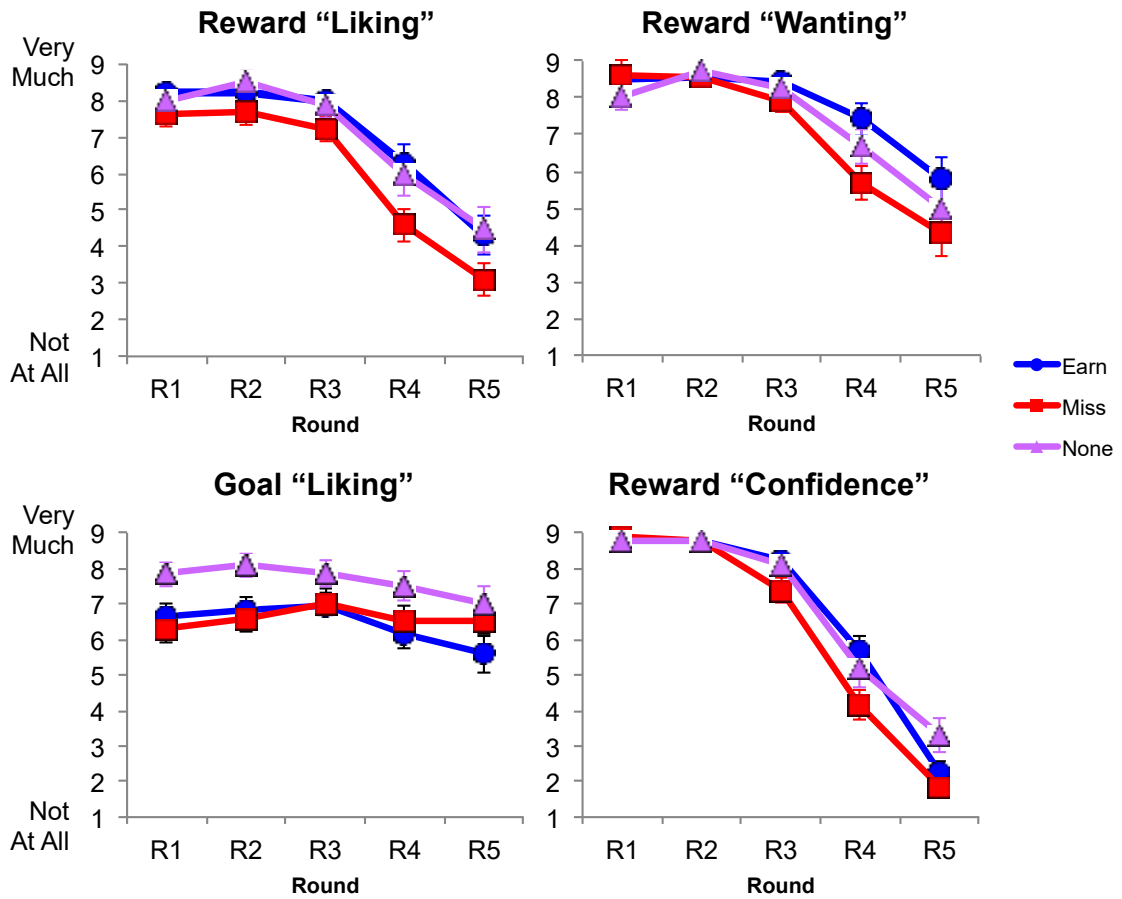 Reward “Liking”
Very
Much
9
8
7
6
5
4
3
2
1
Not
At All
R1 R2 R3 R4 R5
Round
Reward “Wanting”
9
8
7
6
5
4
3
2
1
R1 R2 R3 R4 R5
Round
Earn
Miss
None
Goal “Liking”
Very
Much
9
8
7
6
5
4
3
2
1
Not
At All
R1 R2 R3 R4 R5
Round
Reward “Confidence”
9
8
7
6
5
4
3
2
1
R1 R2 R3 R4 R5
Round